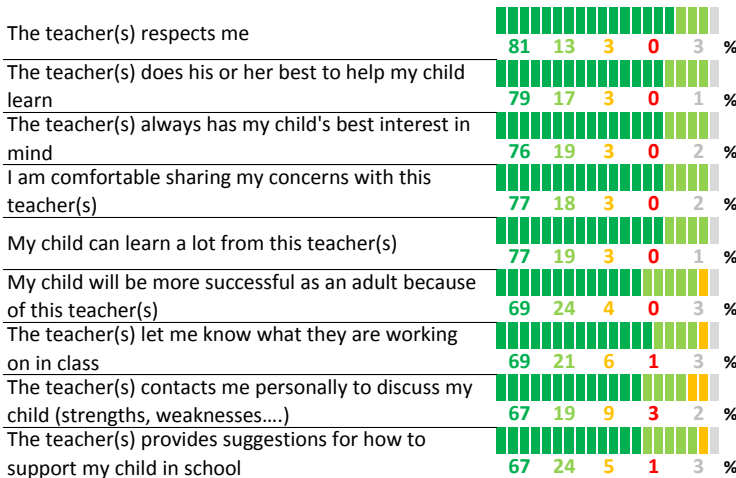 The teacher(s) respects me
81 13 3 0 3 %
The teacher(s) does his or her best to help my child
learn
79 17 3 0 1 %
The teacher(s) always has my child's best interest in
mind
76 19 3 0 2 %
I am comfortable sharing my concerns with this
teacher(s)
77 18 3 0 2 %
My child can learn a lot from this teacher(s)
77 19 3 0 1 %
My child will be more successful as an adult because
of this teacher(s)
69 24 4 0 3 %
The teacher(s) let me know what they are working
on in class
69 21 6 1 3 %
The teacher(s) contacts me personally to discuss my
child (strengths, weaknesses....)
67 19 9 3 2 %
The teacher(s) provides suggestions for how to
support my child in school
67 24 5 1 3 %